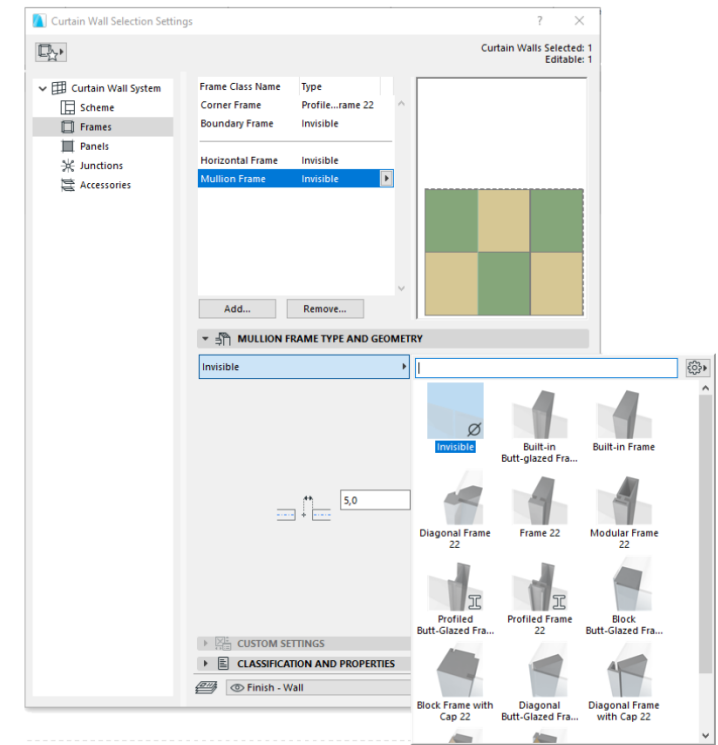 Curtain Wall Selection Settings
?
Curtain Walls Selected: 1
Editable: 1
Curtain Wall System
Scheme
Frames
Panels
Junctions
Accessories
Frame Class Name Type
Corner Frame Profile...rame 22
Boundary Frame Invisible
Horizontal Frame Invisible
Mullion Frame Invisible
Add... Remove...
MULLION FRAME TYPE AND GEOMETRY
Invisible
5,0
CUSTOM SETTINGS
CLASSIFICATION AND PROPERTIES
Finish - Wall
Invisible
Built-in
Butt-glazed Fra...
Built-in Frame
Diagonal Frame
22
Frame 22
Modular Frame
22
Profiled
Butt-Glazed Fra...
Profiled Frame
22
Block
Butt-Glazed Fra...
Block Frame with
Cap 22
Diagonal
Butt-Glazed Fra...
Diagonal Frame
with Cap 22